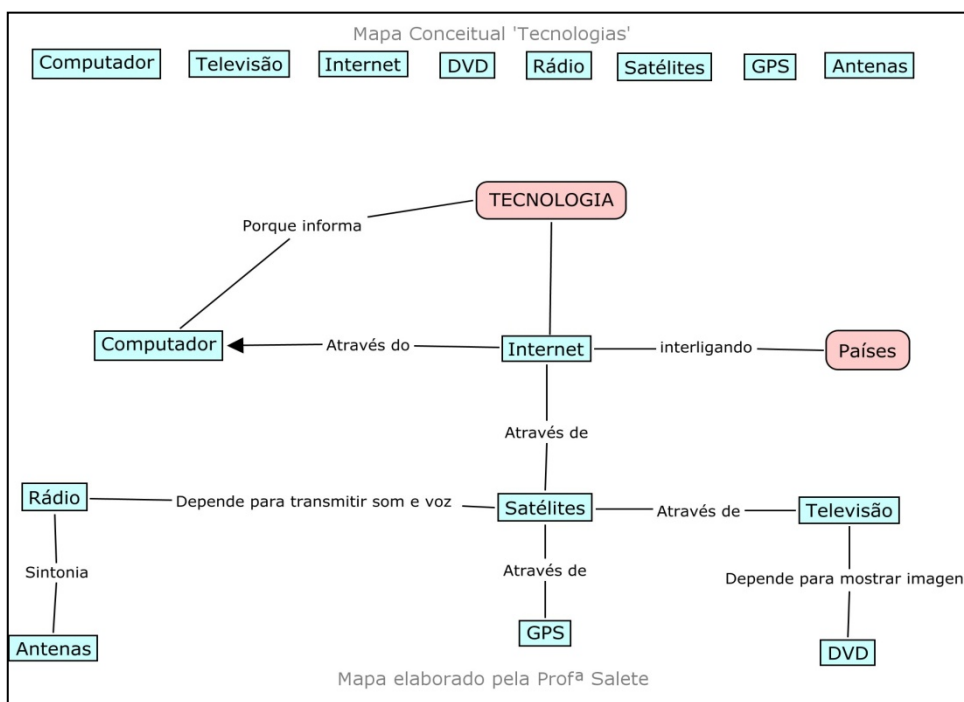 Mapa Conceitual 'Tecnologias'
Computador Televisão Internet DVD Rádio Satélites GPS Antenas
TECNOLOGIA
Porque informa
Computador Através do Internet interligando Países
Através de
Rádio Depende para transmitir som e voz Satélites Através de Televisão
Sintonia Através de Depende para mostrar imagen
Antenas GPS DVD
Mapa elaborado pela Profª Salete